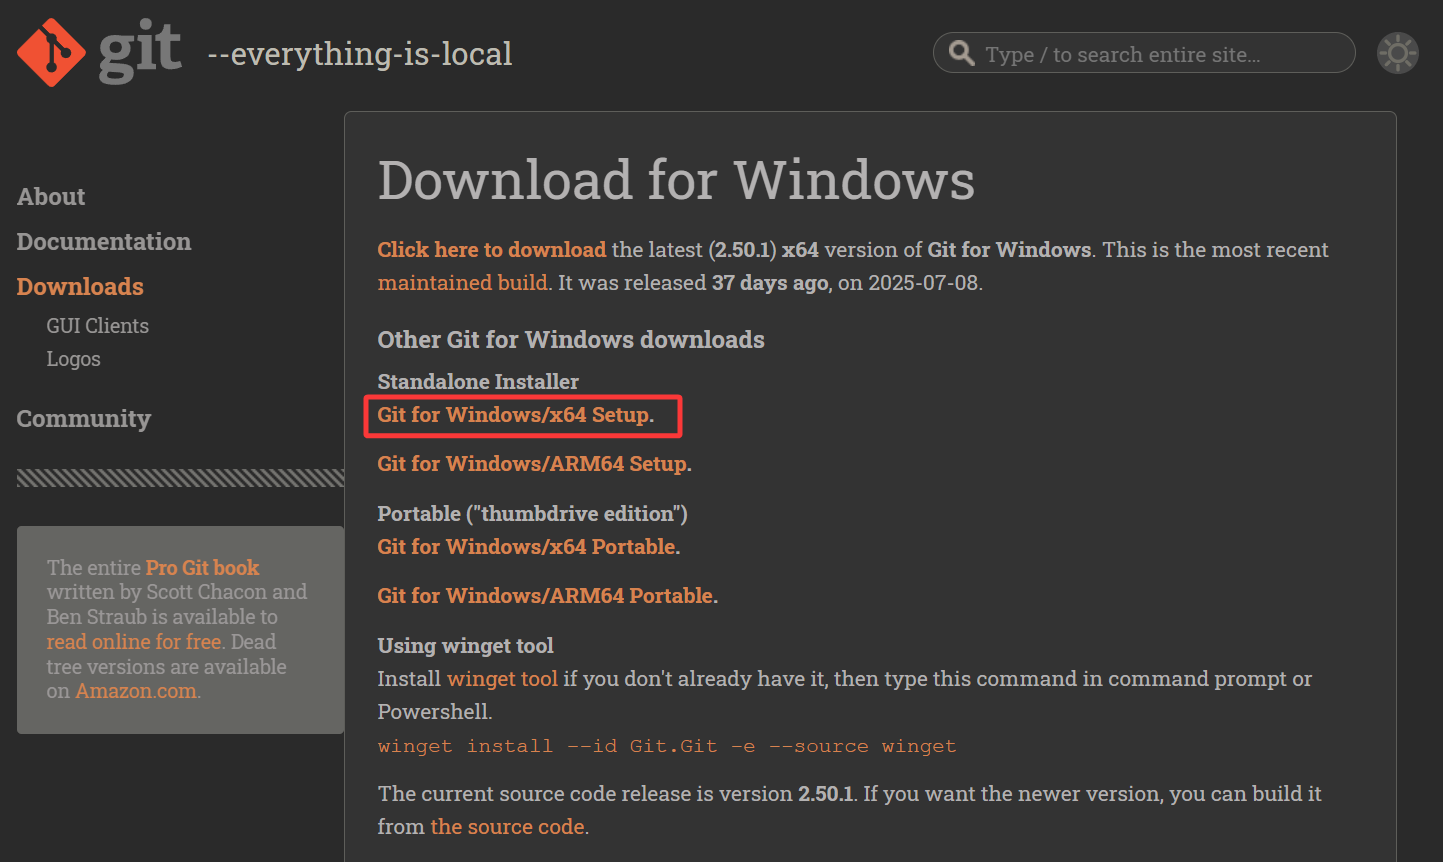 git --everything-is-local
Type / to search entire site...
About
Documentation
Downloads
GUI Clients
Logos
Community
The entire Pro Git book
written by Scott Chacon and
Ben Straub is available to
read online for free. Dead
tree versions are available
on Amazon.com.
Download for Windows
Click here to download the latest (2.50.1) x64 version of Git for Windows. This is the most recent
maintained build. It was released 37 days ago, on 2025-07-08.
Other Git for Windows downloads
Standalone Installer
Git for Windows/x64 Setup.
Git for Windows/ARM64 Setup.
Portable ("thumbdrive edition")
Git for Windows/x64 Portable.
Git for Windows/ARM64 Portable.
Using winget tool
Install winget tool if you don't already have it, then type this command in command prompt or
Powershell.
winget install --id Git.Git -e --source winget
The current source code release is version 2.50.1. If you want the newer version, you can build it
from the source code.